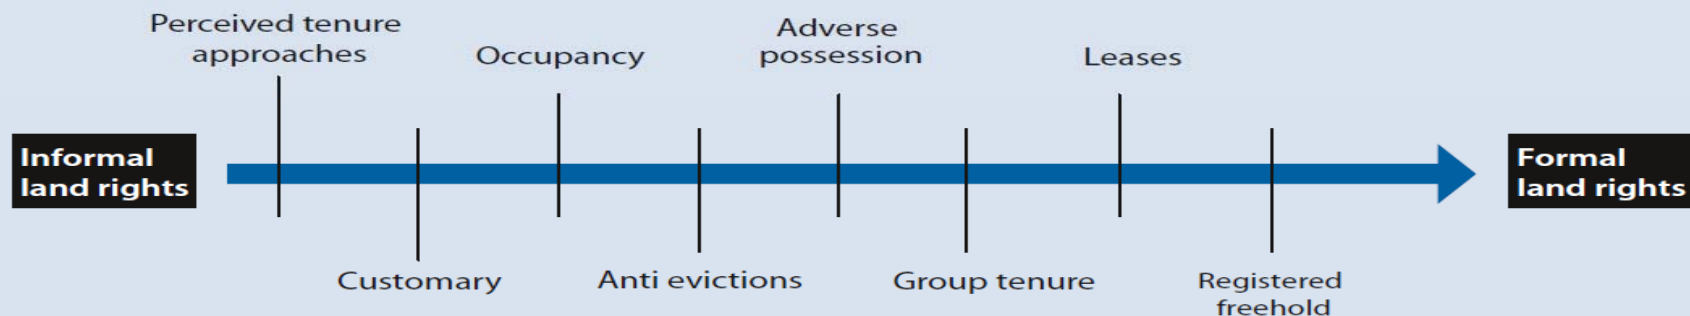 Perceived tenure
approaches
Occupancy
Adverse
possession
Leases
Informal
land rights
Formal
land rights
Customary
Anti evictions
Group tenure
Registered
freehold